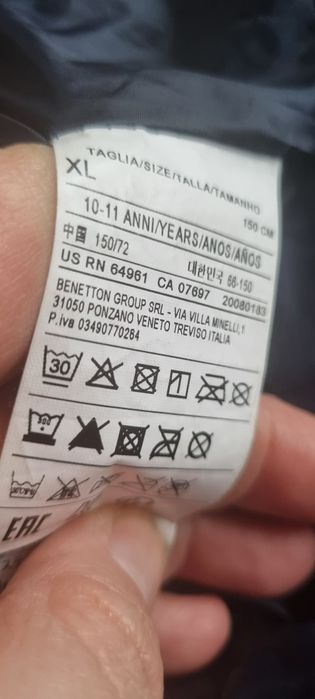 TAGLIA/SIZE/TALLA/TAMANHO
XL 150 CM
10-11 ANNI/YEARS/ANOS/AÑOS
中国 150/72 대한민국 66-150
US RN 64961 CA 07697 20080183
BENETTON GROUP SRL - VIA VILLA MINELLI,1
31050 PONZANO VENETO TREVISO ITALIA
P.iva 03490770264
30
EAC